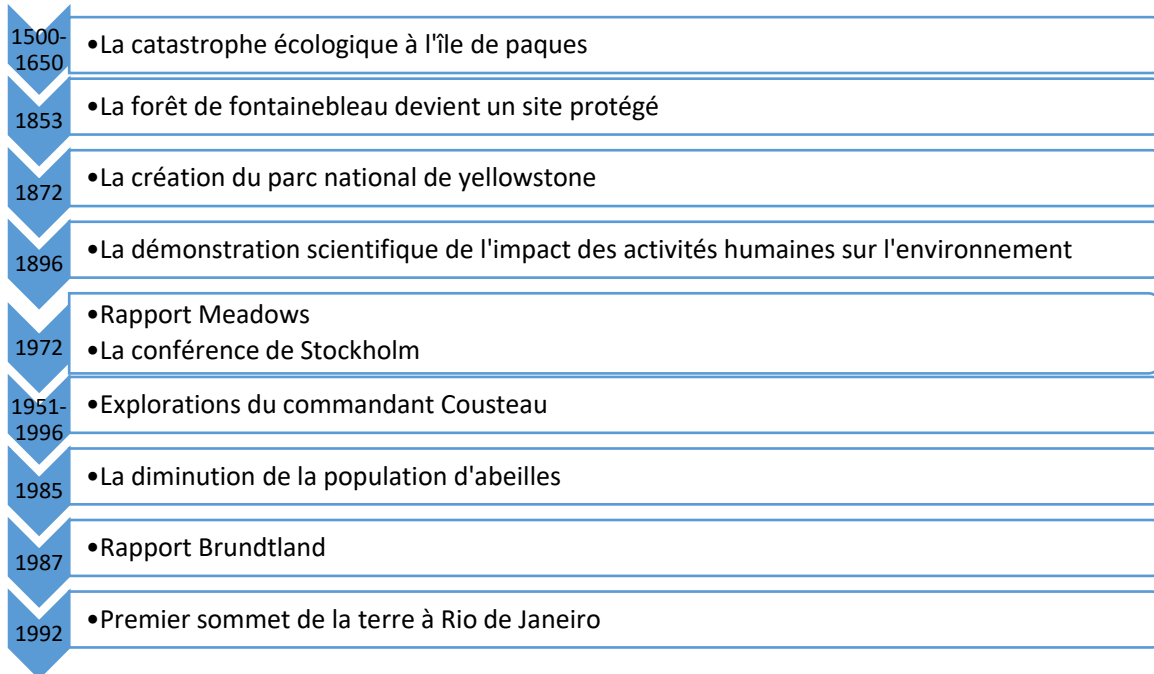 1500-
1650
•La catastrophe écologique à l'île de paques
1853
•La forêt de fontainebleau devient un site protégé
1872
•La création du parc national de yellowstone
1896
•La démonstration scientifique de l'impact des activités humaines sur l'environnement
1972
•Rapport Meadows
•La conférence de Stockholm
1951-
1996
•Explorations du commandant Cousteau
1985
•La diminution de la population d'abeilles
1987
•Rapport Brundtland
1992
•Premier sommet de la terre à Rio de Janeiro